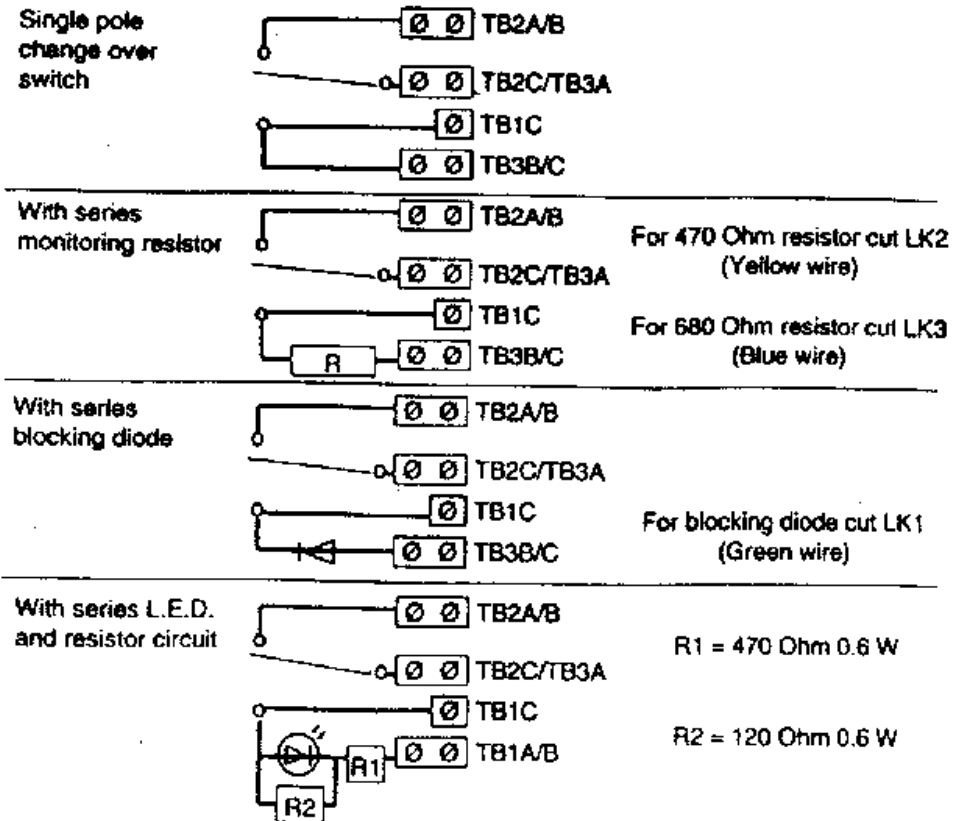 Single pole
change over
switch
Ø Ø TB2A/B
Ø Ø TB2C/TB3A
Ø TB1C
Ø Ø TB3B/C
With series
monitoring resistor
Ø Ø TB2A/B
Ø Ø TB2C/TB3A
Ø TB1C
R Ø Ø TB3B/C
For 470 Ohm resistor cut LK2
(Yellow wire)
For 680 Ohm resistor cut LK3
(Blue wire)
With series
blocking diode
Ø Ø TB2A/B
Ø Ø TB2C/TB3A
Ø TB1C
Ø Ø TB3B/C
For blocking diode cut LK1
(Green wire)
With series L.E.D.
and resistor circuit
Ø Ø TB2A/B
Ø Ø TB2C/TB3A
Ø TB1C
R1 Ø Ø TB1A/B
R2
R1 = 470 Ohm 0.6 W
R2 = 120 Ohm 0.6 W